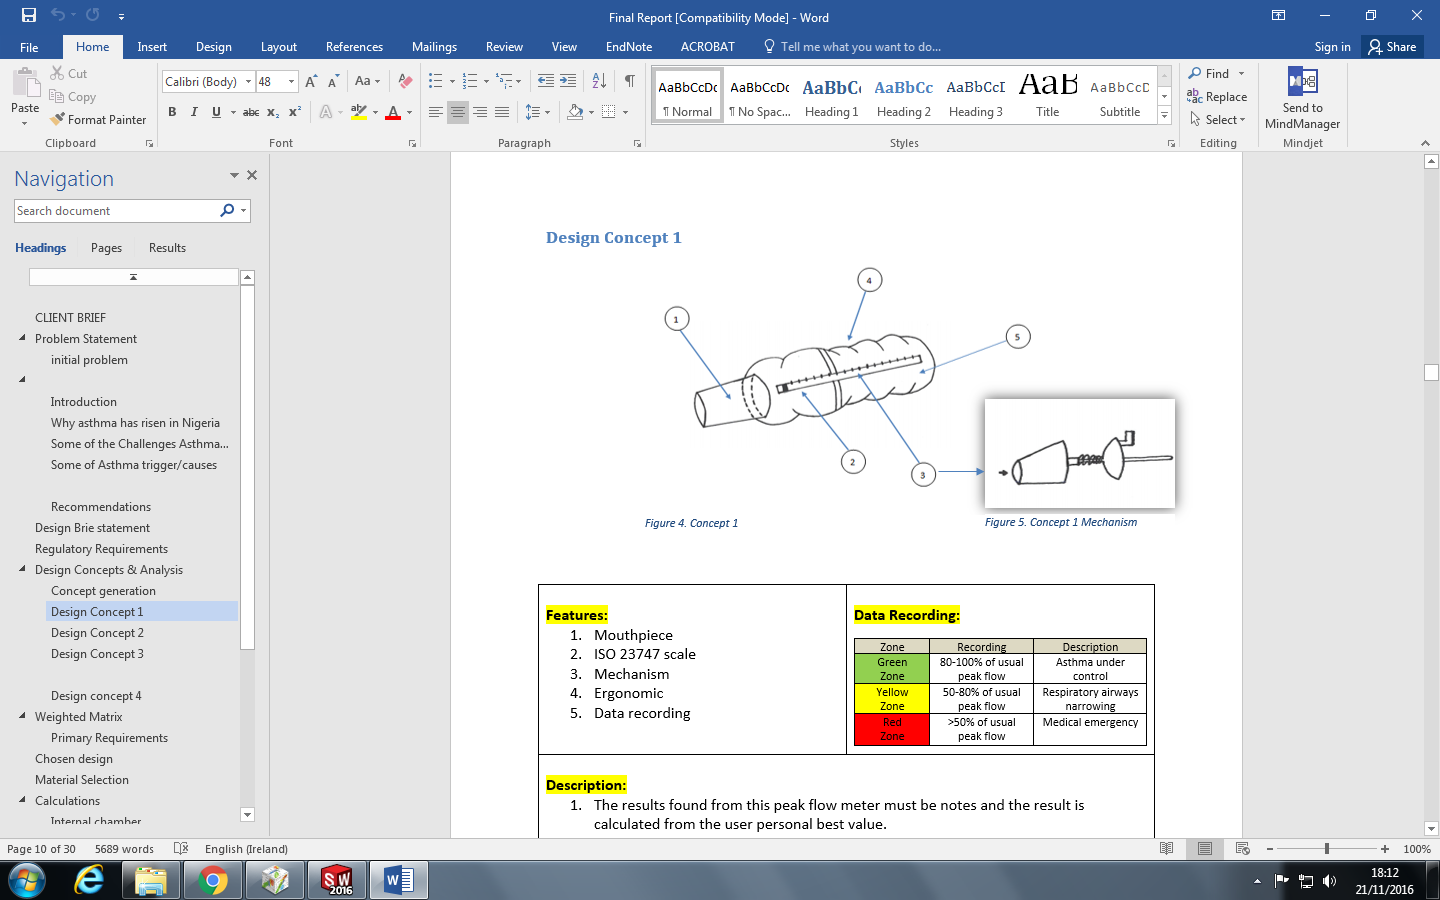 Final Report [Compatibility Mode] - Word
File Home Insert Design Layout References Mailings Review View EndNote ACROBAT Tell me what you want to do... Sign in Share
Paste
Cut
Copy
Format Painter
Clipboard
Calibri (Body) 48
Font
Paragraph
AaBbCcDc AaBbCcDc AaBbCc AaBbCc AaBbCcD AaB AaBbCcD
¶ Normal ¶ No Spac... Heading 1 Heading 2 Heading 3 Title Subtitle
Styles
Find
Replace
Select
Editing
Send to
MindManager
Mindjet
Navigation
Search document
Headings Pages Results
CLIENT BRIEF
Problem Statement
initial problem
Introduction
Why asthma has risen in Nigeria
Some of the Challenges Asthma...
Some of Asthma trigger/causes
Recommendations
Design Brie statement
Regulatory Requirements
Design Concepts & Analysis
Concept generation
Design Concept 1
Design Concept 2
Design Concept 3
Design concept 4
Weighted Matrix
Primary Requirements
Chosen design
Material Selection
Calculations
Internal chamber
Design Concept 1
4
1
5
2
3
Figure 4. Concept 1
Figure 5. Concept 1 Mechanism
Features:
1. Mouthpiece
2. ISO 23747 scale
3. Mechanism
4. Ergonomic
5. Data recording
Data Recording:
Zone Recording Description
Green Zone 80-100% of usual peak flow Asthma under control
Yellow Zone 50-80% of usual peak flow Respiratory airways narrowing
Red Zone >50% of usual peak flow Medical emergency
Description:
1. The results found from this peak flow meter must be notes and the result is
calculated from the user personal best value.
Page 10 of 30 5689 words English (Ireland) 100%
SW 2016
18:12
21/11/2016